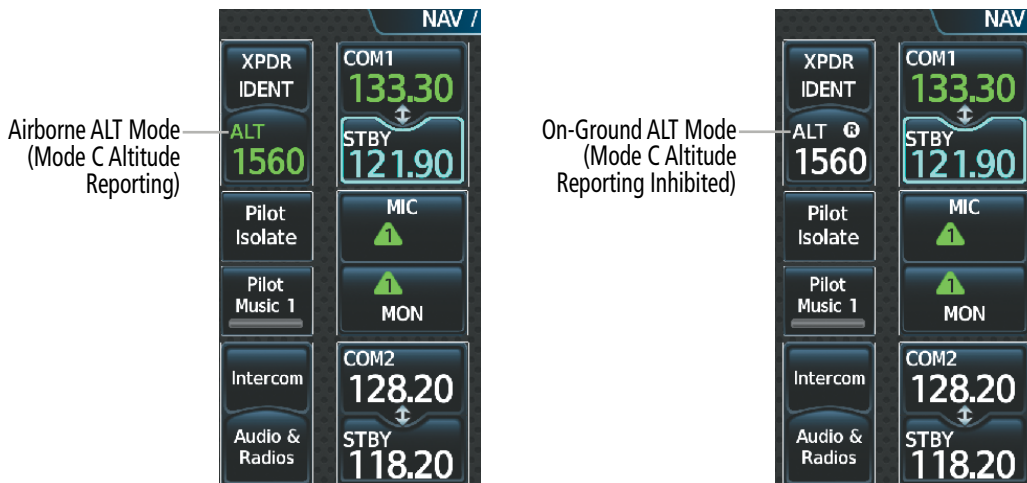 NAV /
XPDR
IDENT
COM1
133.30
ALT
1560
STBY
121.90
Airborne ALT Mode
(Mode C Altitude
Reporting)
Pilot
Isolate
MIC
1
Pilot
Music 1
1
MON
Intercom
COM2
128.20
Audio &
Radios
STBY
118.20
NAV
XPDR
IDENT
COM1
133.30
ALT R
1560
STBY
121.90
On-Ground ALT Mode
(Mode C Altitude
Reporting Inhibited)
Pilot
Isolate
MIC
1
Pilot
Music 1
1
MON
Intercom
COM2
128.20
Audio &
Radios
STBY
118.20